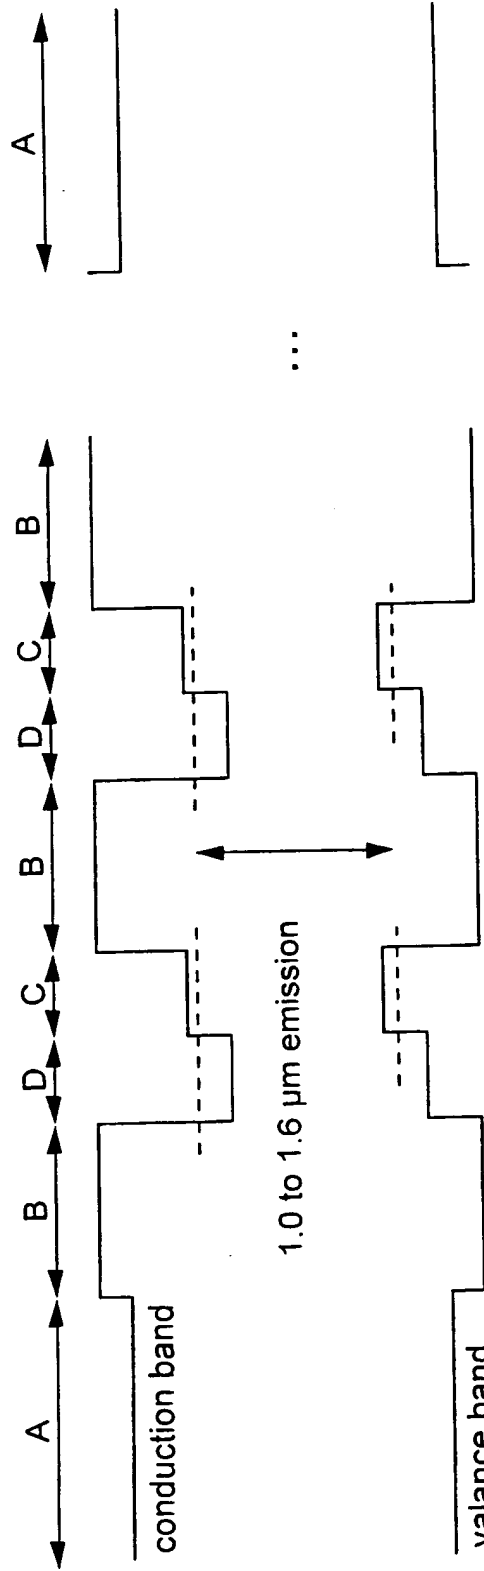 A
B
D
C
B
D
C
B
A
conduction band
1.0 to 1.6 µm emission
...
valance band